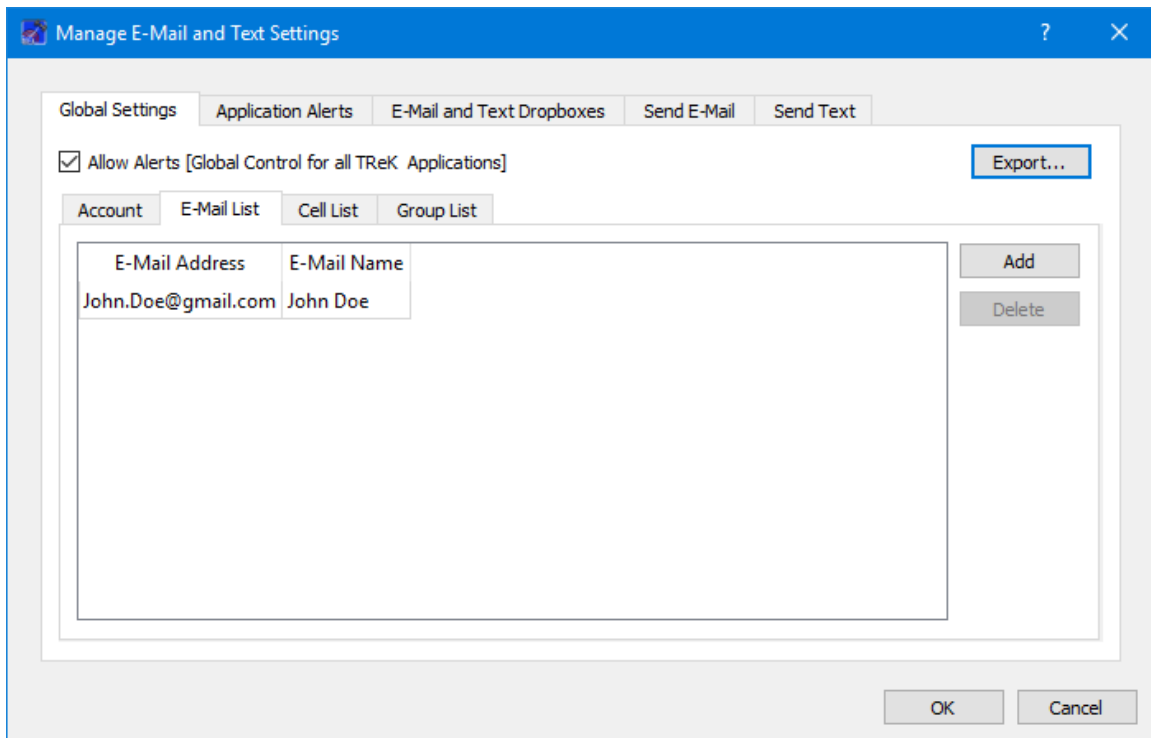 Manage E-Mail and Text Settings ?
Global Settings Application Alerts E-Mail and Text Dropboxes Send E-Mail Send Text
Allow Alerts [Global Control for all TReK Applications] Export...
Account E-Mail List Cell List Group List
E-Mail Address E-Mail Name Add
John.Doe@gmail.com John Doe Delete
OK Cancel